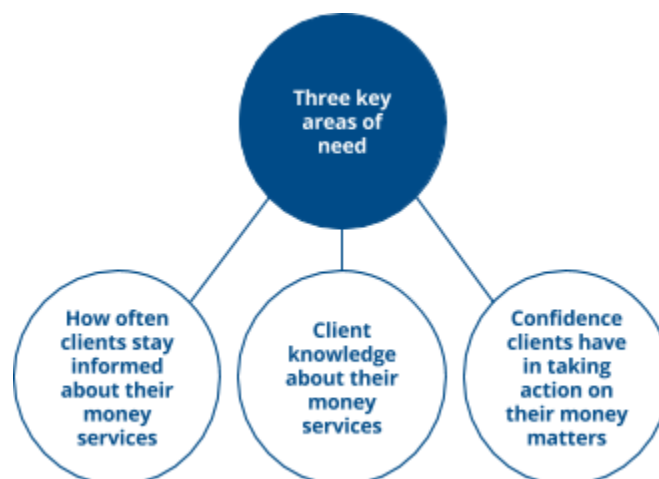 Three key
areas of
need
How often
clients stay
informed
about their
money
services
Client
knowledge
about their
money
services
Confidence
clients have
in taking
action on
their money
matters